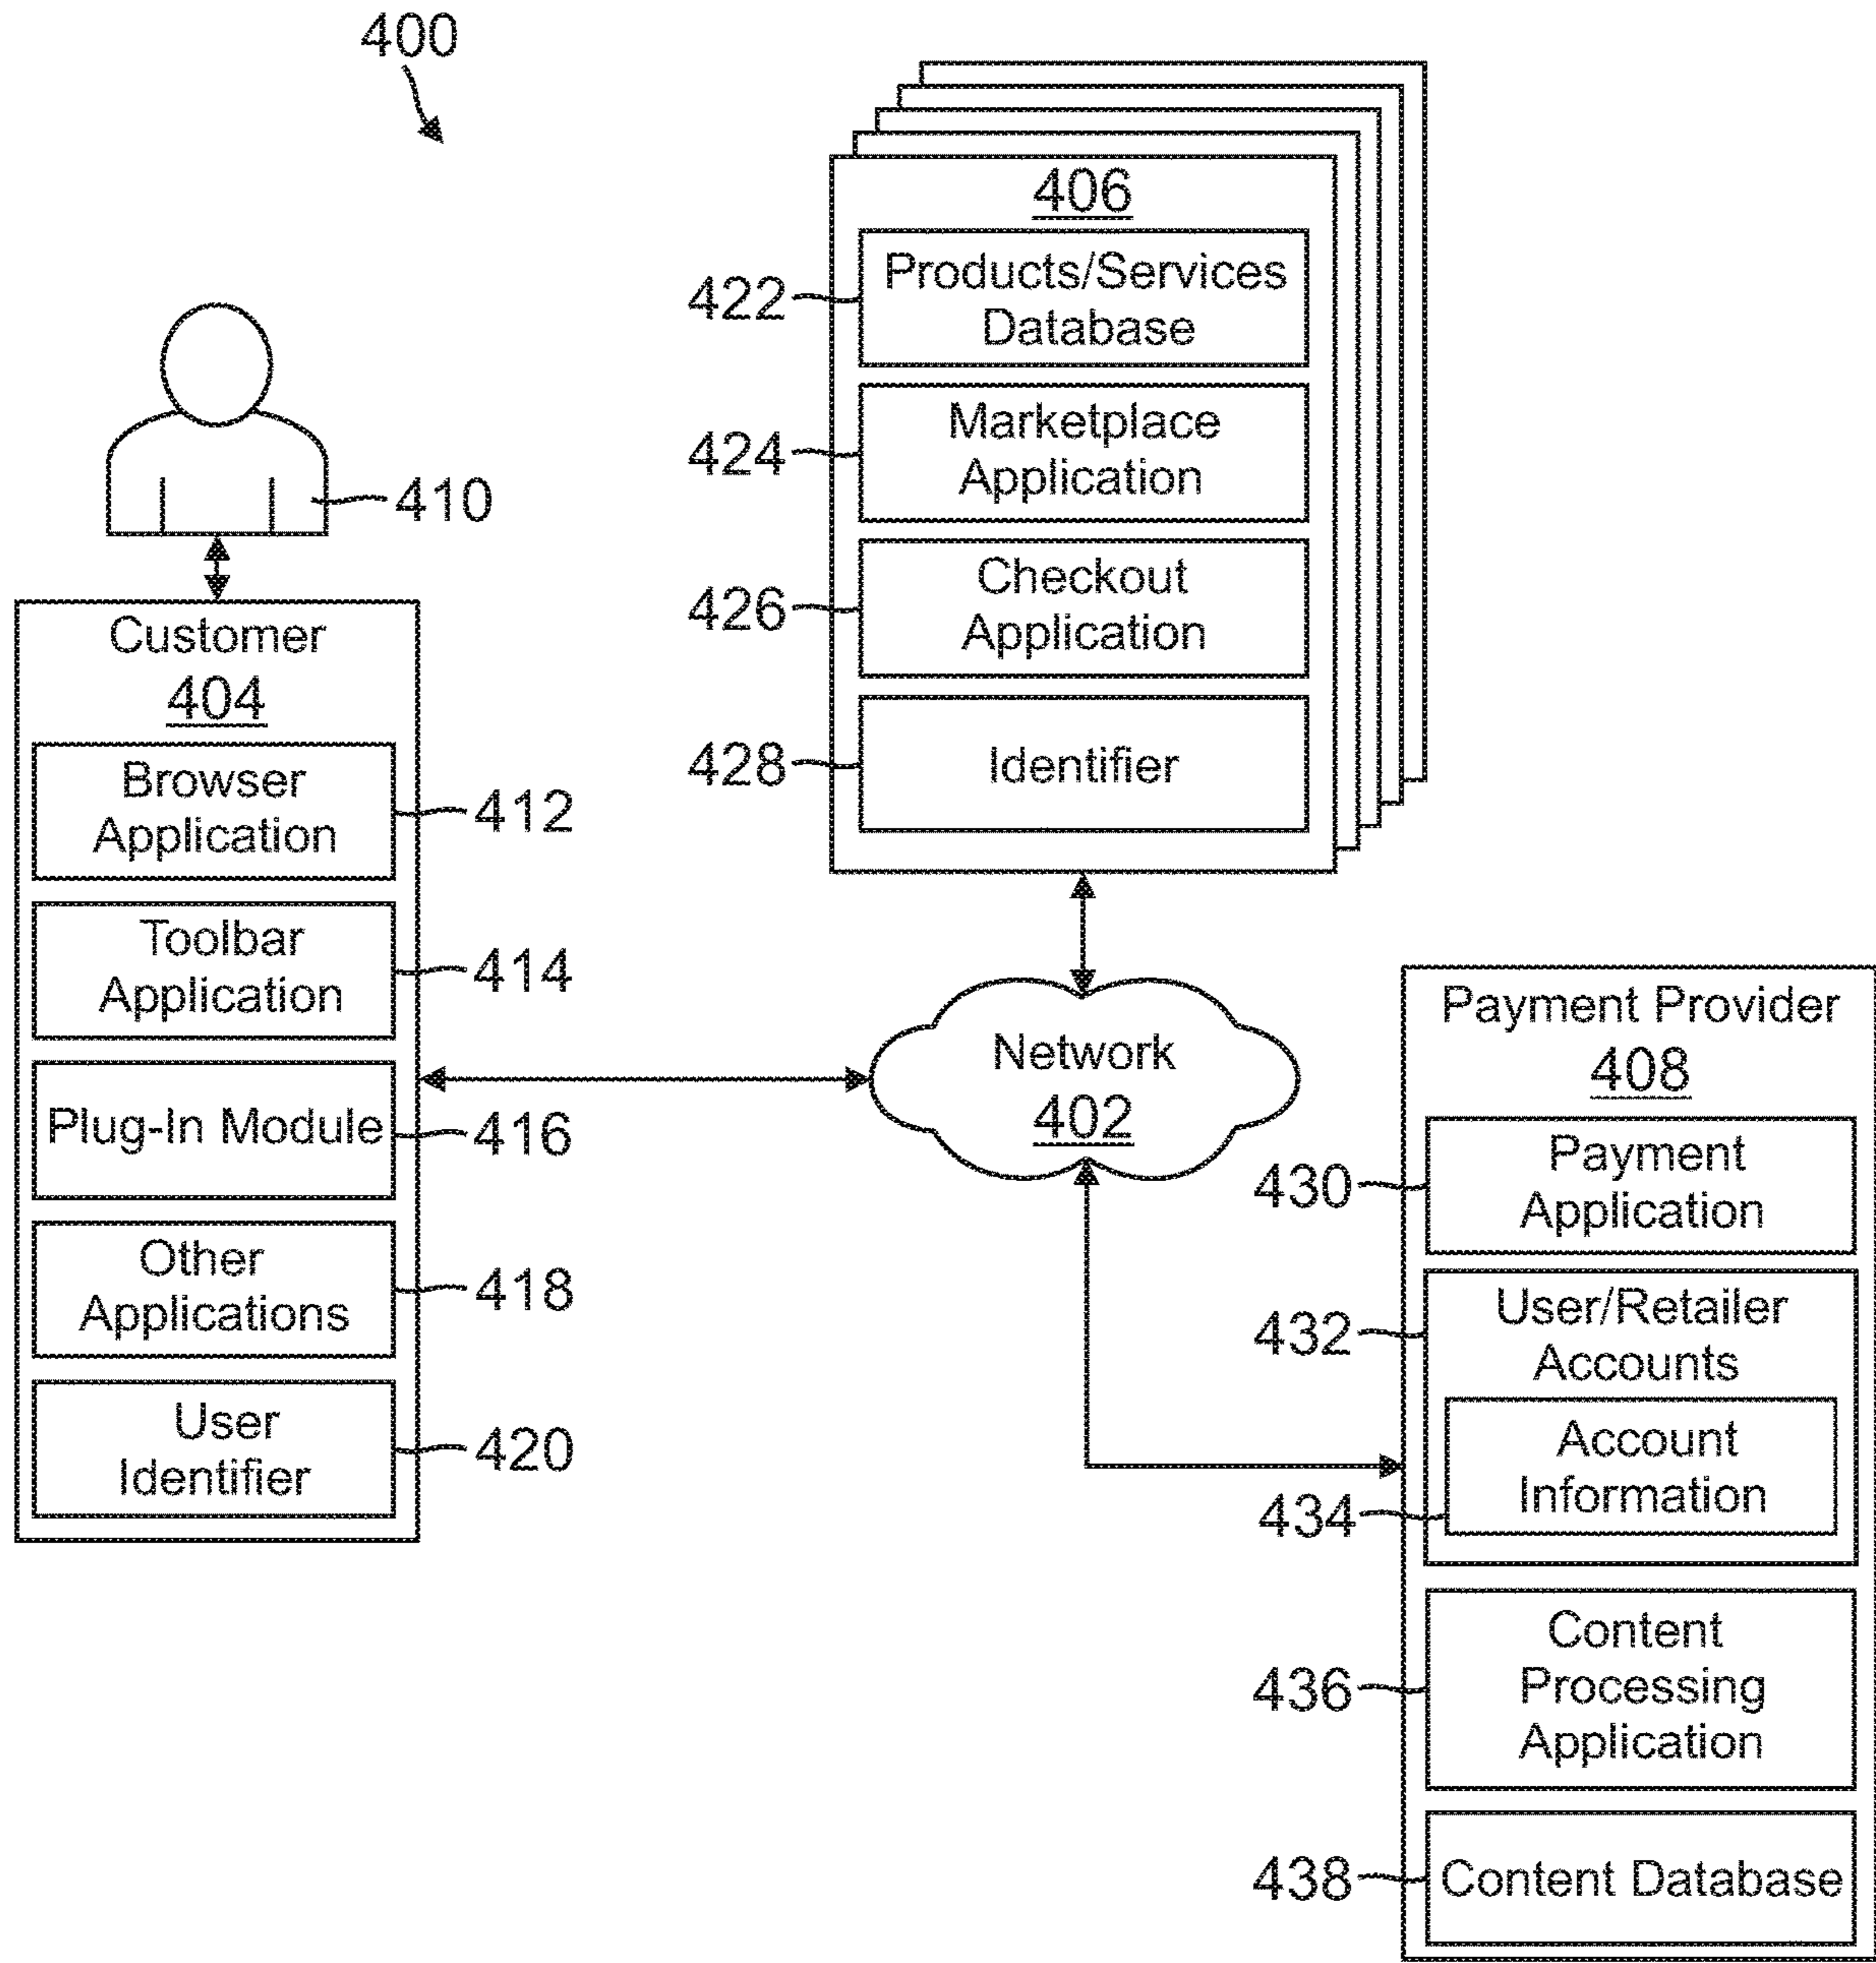 400
406
422
Products/Services
Database
424
Marketplace
Application
426
Checkout
Application
428
Identifier
410
Customer
404
Browser
Application
412
Toolbar
Application
414
Plug-In Module
416
Other
Applications
418
User
Identifier
420
Network
402
Payment Provider
408
430
Payment
Application
432
User/Retailer
Accounts
434
Account
Information
436
Content
Processing
Application
438
Content Database